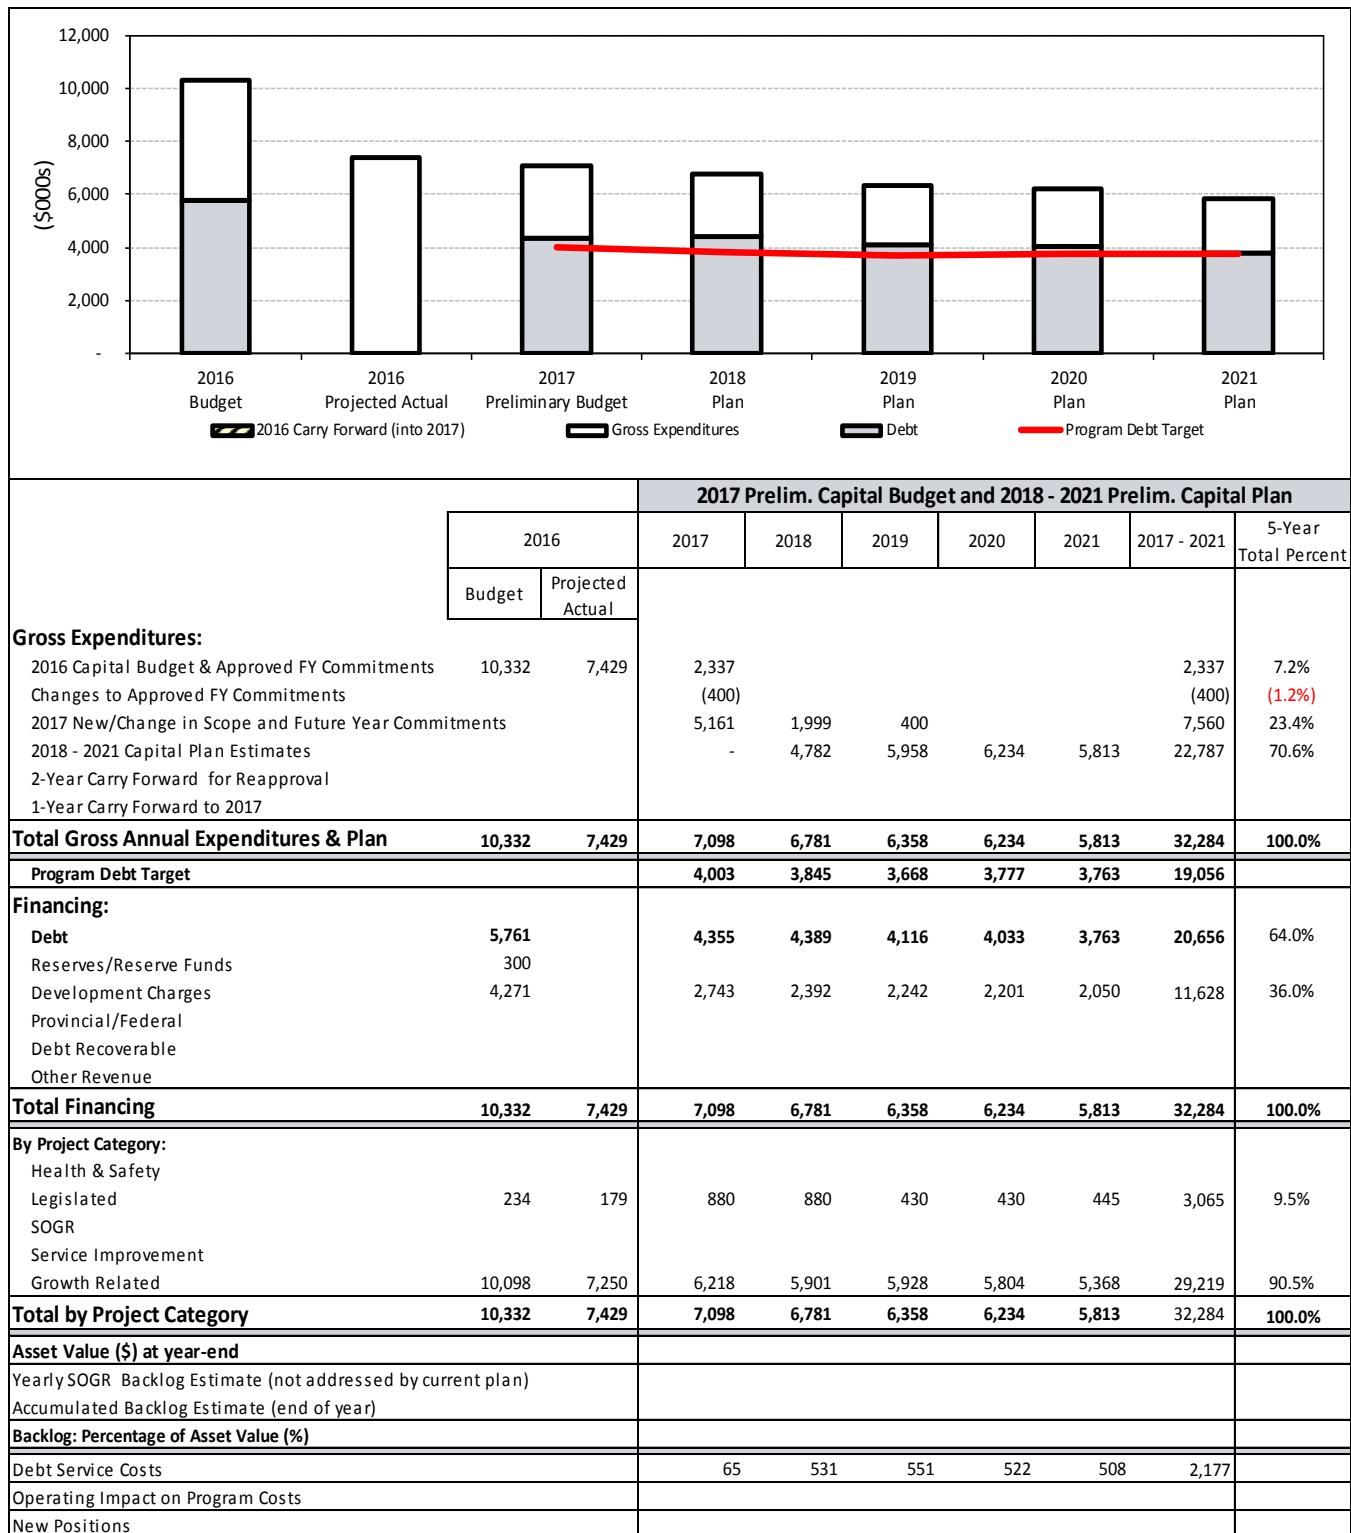 12,000
10,000
8,000
6,000
4,000
2,000
-
($000s)
2016 2016 2017 2018 2019 2020 2021
Budget Projected Actual Preliminary Budget Plan Plan Plan Plan
2016 Carry Forward (into 2017) Gross Expenditures Debt Program Debt Target
2017 Prelim. Capital Budget and 2018 - 2021 Prelim. Capital Plan
2016 2017 2018 2019 2020 2021 2017 - 2021 5-Year Total Percent
Budget Projected Actual
Gross Expenditures:
2016 Capital Budget & Approved FY Commitments 10,332 7,429 2,337 2,337 7.2%
Changes to Approved FY Commitments (400) (400) (1.2%)
2017 New/Change in Scope and Future Year Commitments 5,161 1,999 400 7,560 23.4%
2018 - 2021 Capital Plan Estimates - 4,782 5,958 6,234 5,813 22,787 70.6%
2-Year Carry Forward for Reapproval
1-Year Carry Forward to 2017
Total Gross Annual Expenditures & Plan 10,332 7,429 7,098 6,781 6,358 6,234 5,813 32,284 100.0%
Program Debt Target 4,003 3,845 3,668 3,777 3,763 19,056
Financing:
Debt 5,761 4,355 4,389 4,116 4,033 3,763 20,656 64.0%
Reserves/Reserve Funds 300
Development Charges 4,271 2,743 2,392 2,242 2,201 2,050 11,628 36.0%
Provincial/Federal
Debt Recoverable
Other Revenue
Total Financing 10,332 7,429 7,098 6,781 6,358 6,234 5,813 32,284 100.0%
By Project Category:
Health & Safety
Legislated 234 179 880 880 430 430 445 3,065 9.5%
SOGR
Service Improvement
Growth Related 10,098 7,250 6,218 5,901 5,928 5,804 5,368 29,219 90.5%
Total by Project Category 10,332 7,429 7,098 6,781 6,358 6,234 5,813 32,284 100.0%
Asset Value ($) at year-end
Yearly SOGR Backlog Estimate (not addressed by current plan)
Accumulated Backlog Estimate (end of year)
Backlog: Percentage of Asset Value (%)
Debt Service Costs 65 531 551 522 508 2,177
Operating Impact on Program Costs
New Positions